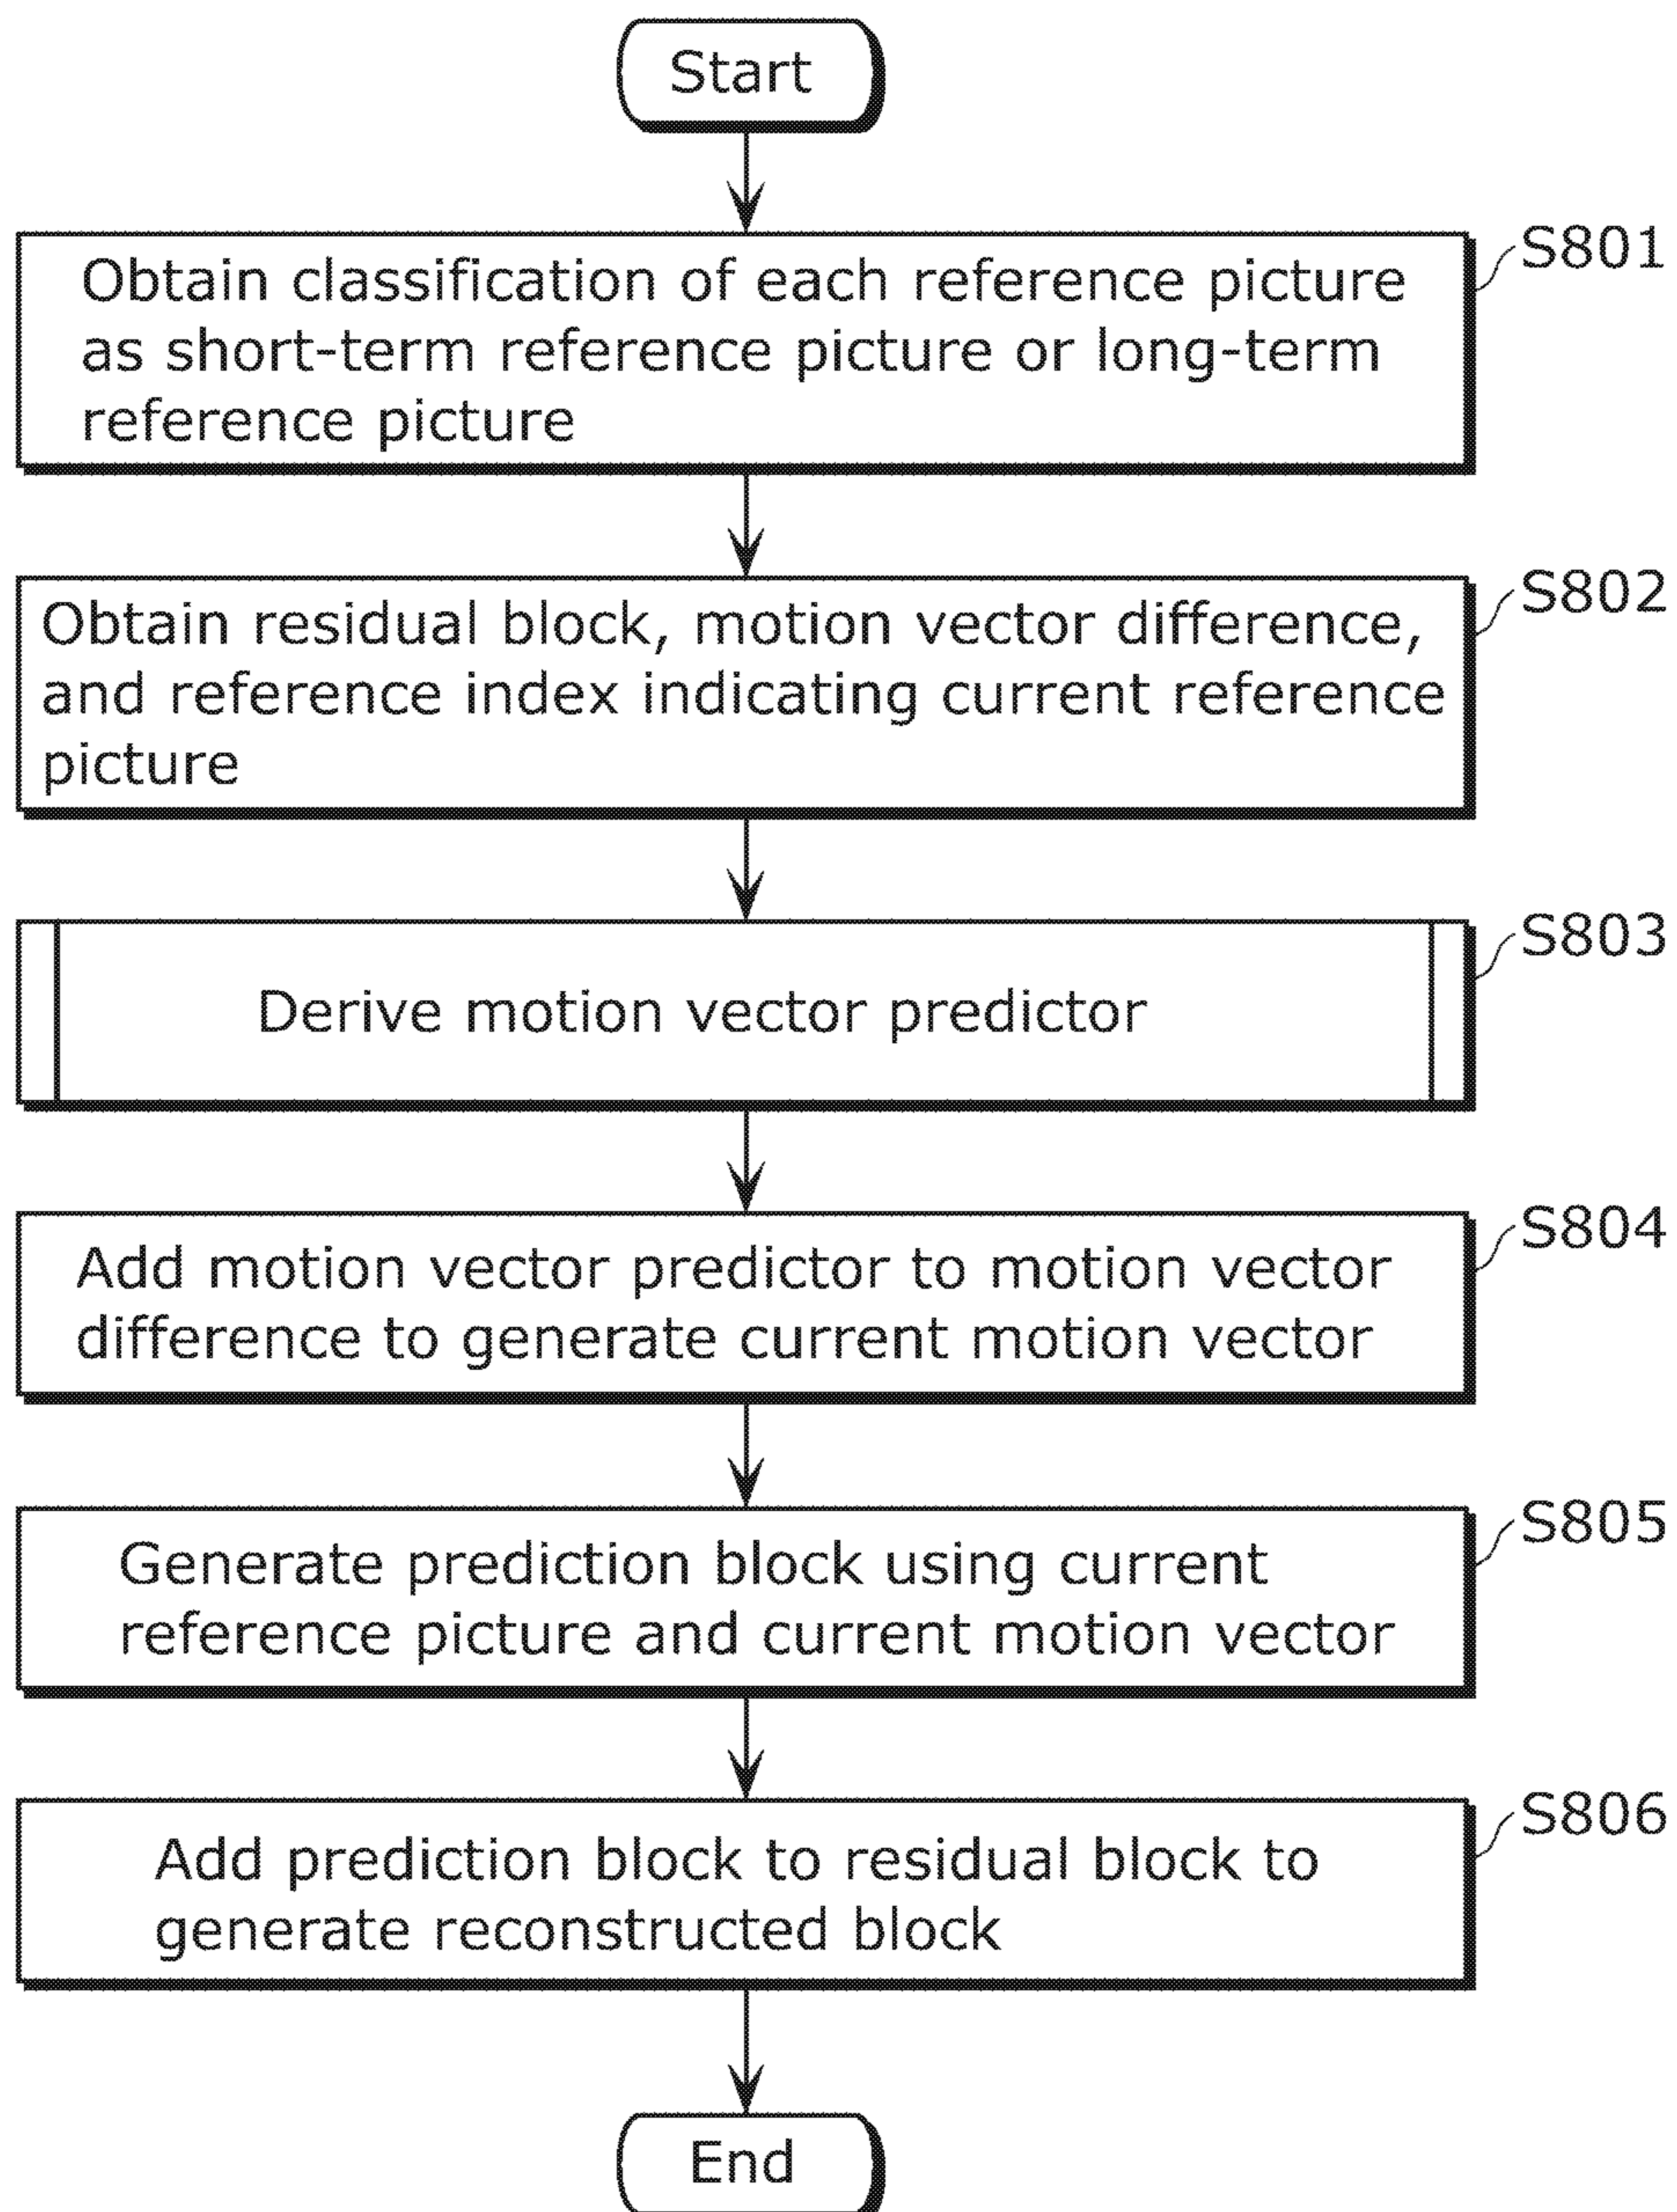 Start
S801
Obtain classification of each reference picture
as short-term reference picture or long-term
reference picture
S802
Obtain residual block, motion vector difference,
and reference index indicating current reference
picture
S803
Derive motion vector predictor
S804
Add motion vector predictor to motion vector
difference to generate current motion vector
S805
Generate prediction block using current
reference picture and current motion vector
S806
Add prediction block to residual block to
generate reconstructed block
End